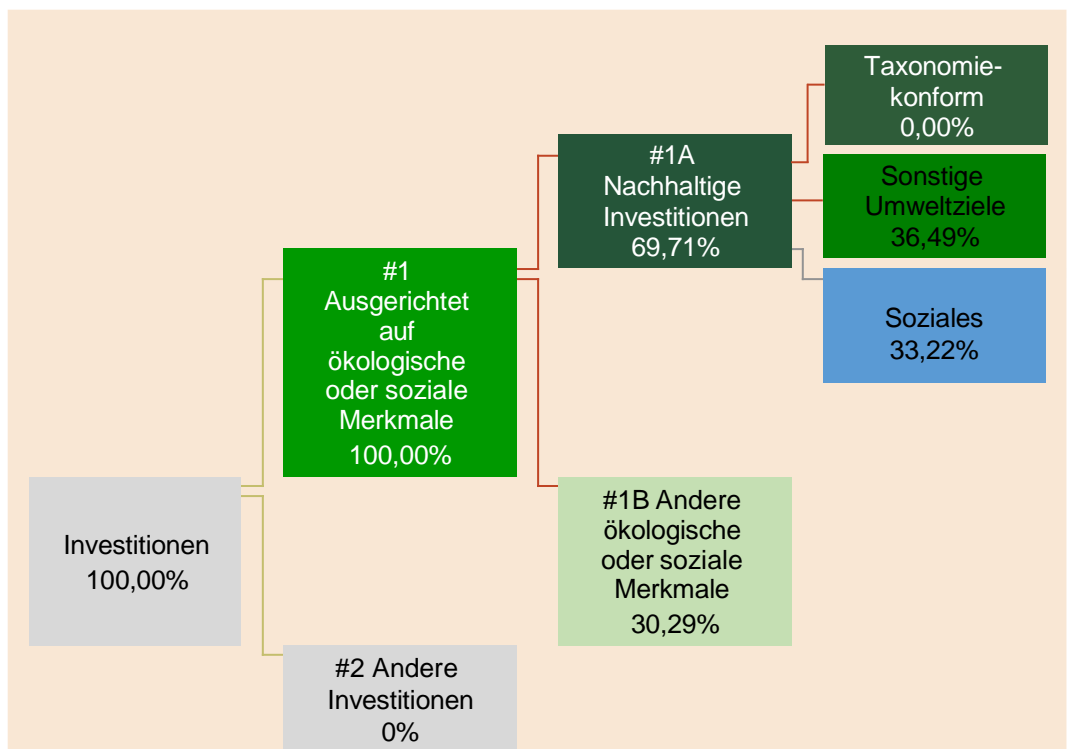 Investitionen
100,00%
#1
Ausgerichtet
auf
ökologische
oder soziale
Merkmale
100,00%
#2 Andere
Investitionen
0%
#1A
Nachhaltige
Investitionen
69,71%
#1B Andere
ökologische
oder soziale
Merkmale
30,29%
Taxonomie-
konform
0,00%
Sonstige
Umweltziele
36,49%
Soziales
33,22%